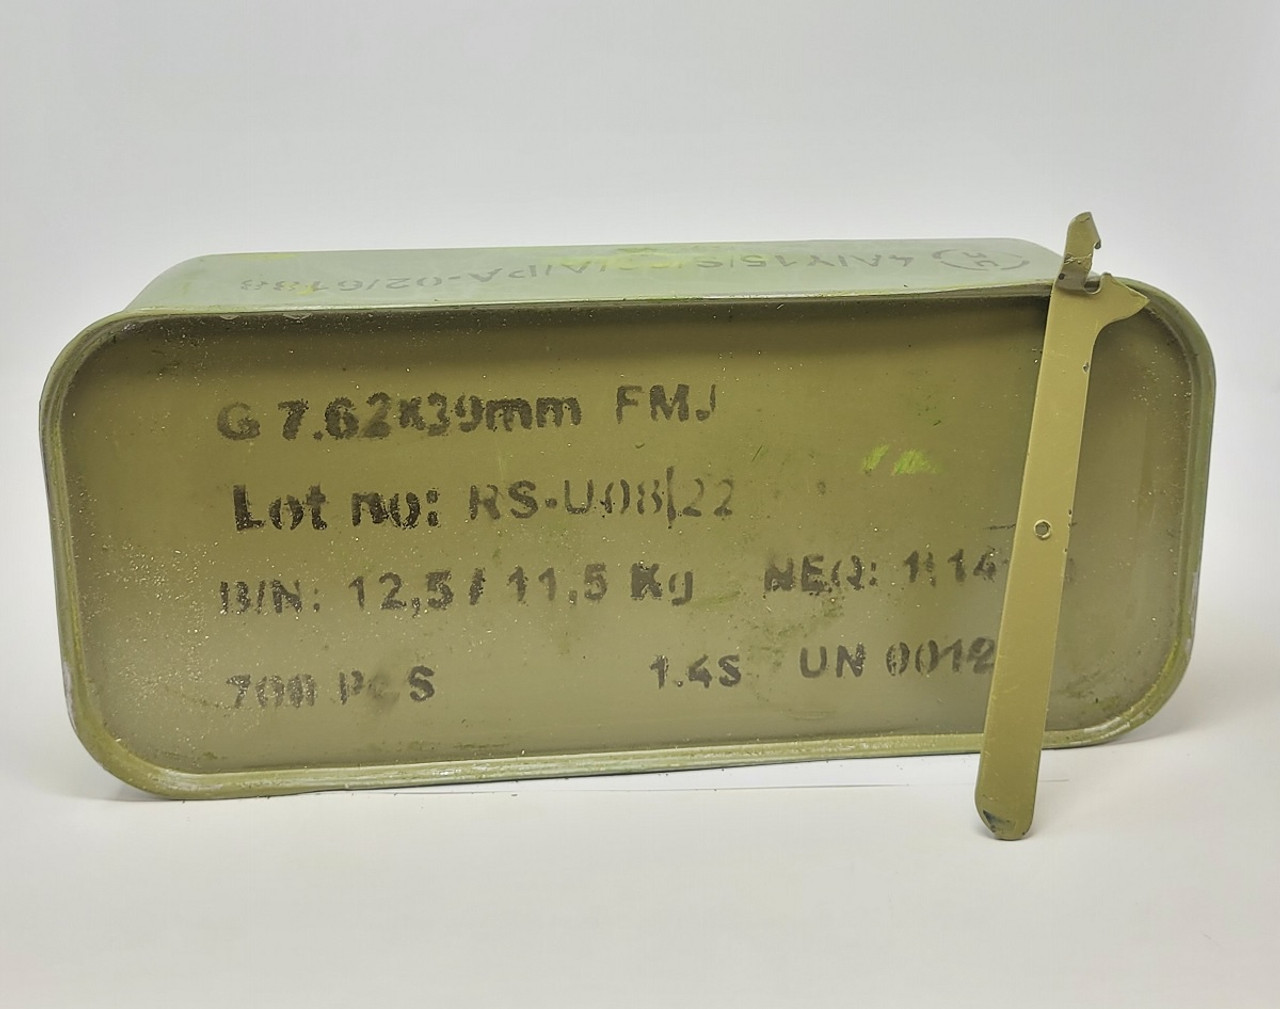 G 7.62x39mm FMJ
Lot no: RS-U08/22
B/N: 12,5 / 11,5 Kg NEQ:
700 PCS 1.4S UN 0012